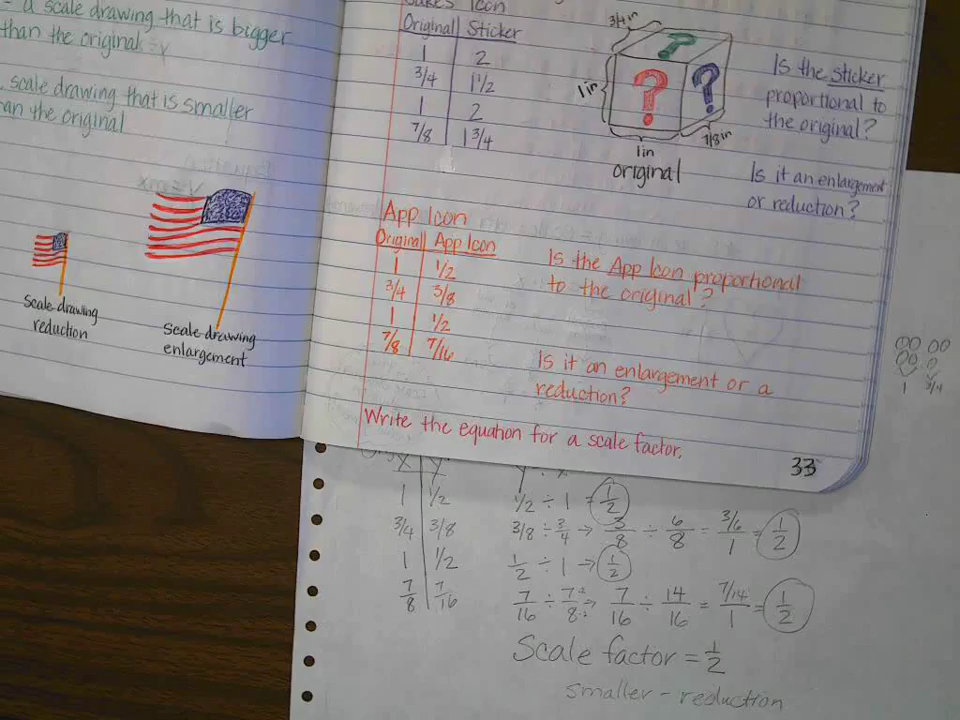 - a scale drawing that is bigger
than the original
scale drawing that is smaller
an the original
Scale drawing
reduction
Scale drawing
enlargement
Icon
Original Sticker
1 2
3/4 1 1/2
1 2
7/8 1 3/4
3/4 in
1in
7/8 in
1in
original
? ? ?
Is the sticker
proportional to
the original?
Is it an enlargement
or reduction?
App Icon
Original App Icon
1 1/2
3/4 3/8
1 1/2
7/8 7/16
Is the App Icon proportional
to the original?
Is it an enlargement or a
reduction?
Write the equation for a scale factor.
33
X Y
1 1/2
3/4 3/8
1 1/2
7/8 7/16
1/2 ÷ 1 = 1/2
3/8 ÷ 3/4 → 3/8 ÷ 6/8 = 3/6/1 = 1/2
1/2 ÷ 1 → 1/2
7/16 ÷ 7/8 → 7/16 ÷ 14/16 = 7/14/1 = 1/2
Scale factor = 1/2
smaller - reduction
1 3/4